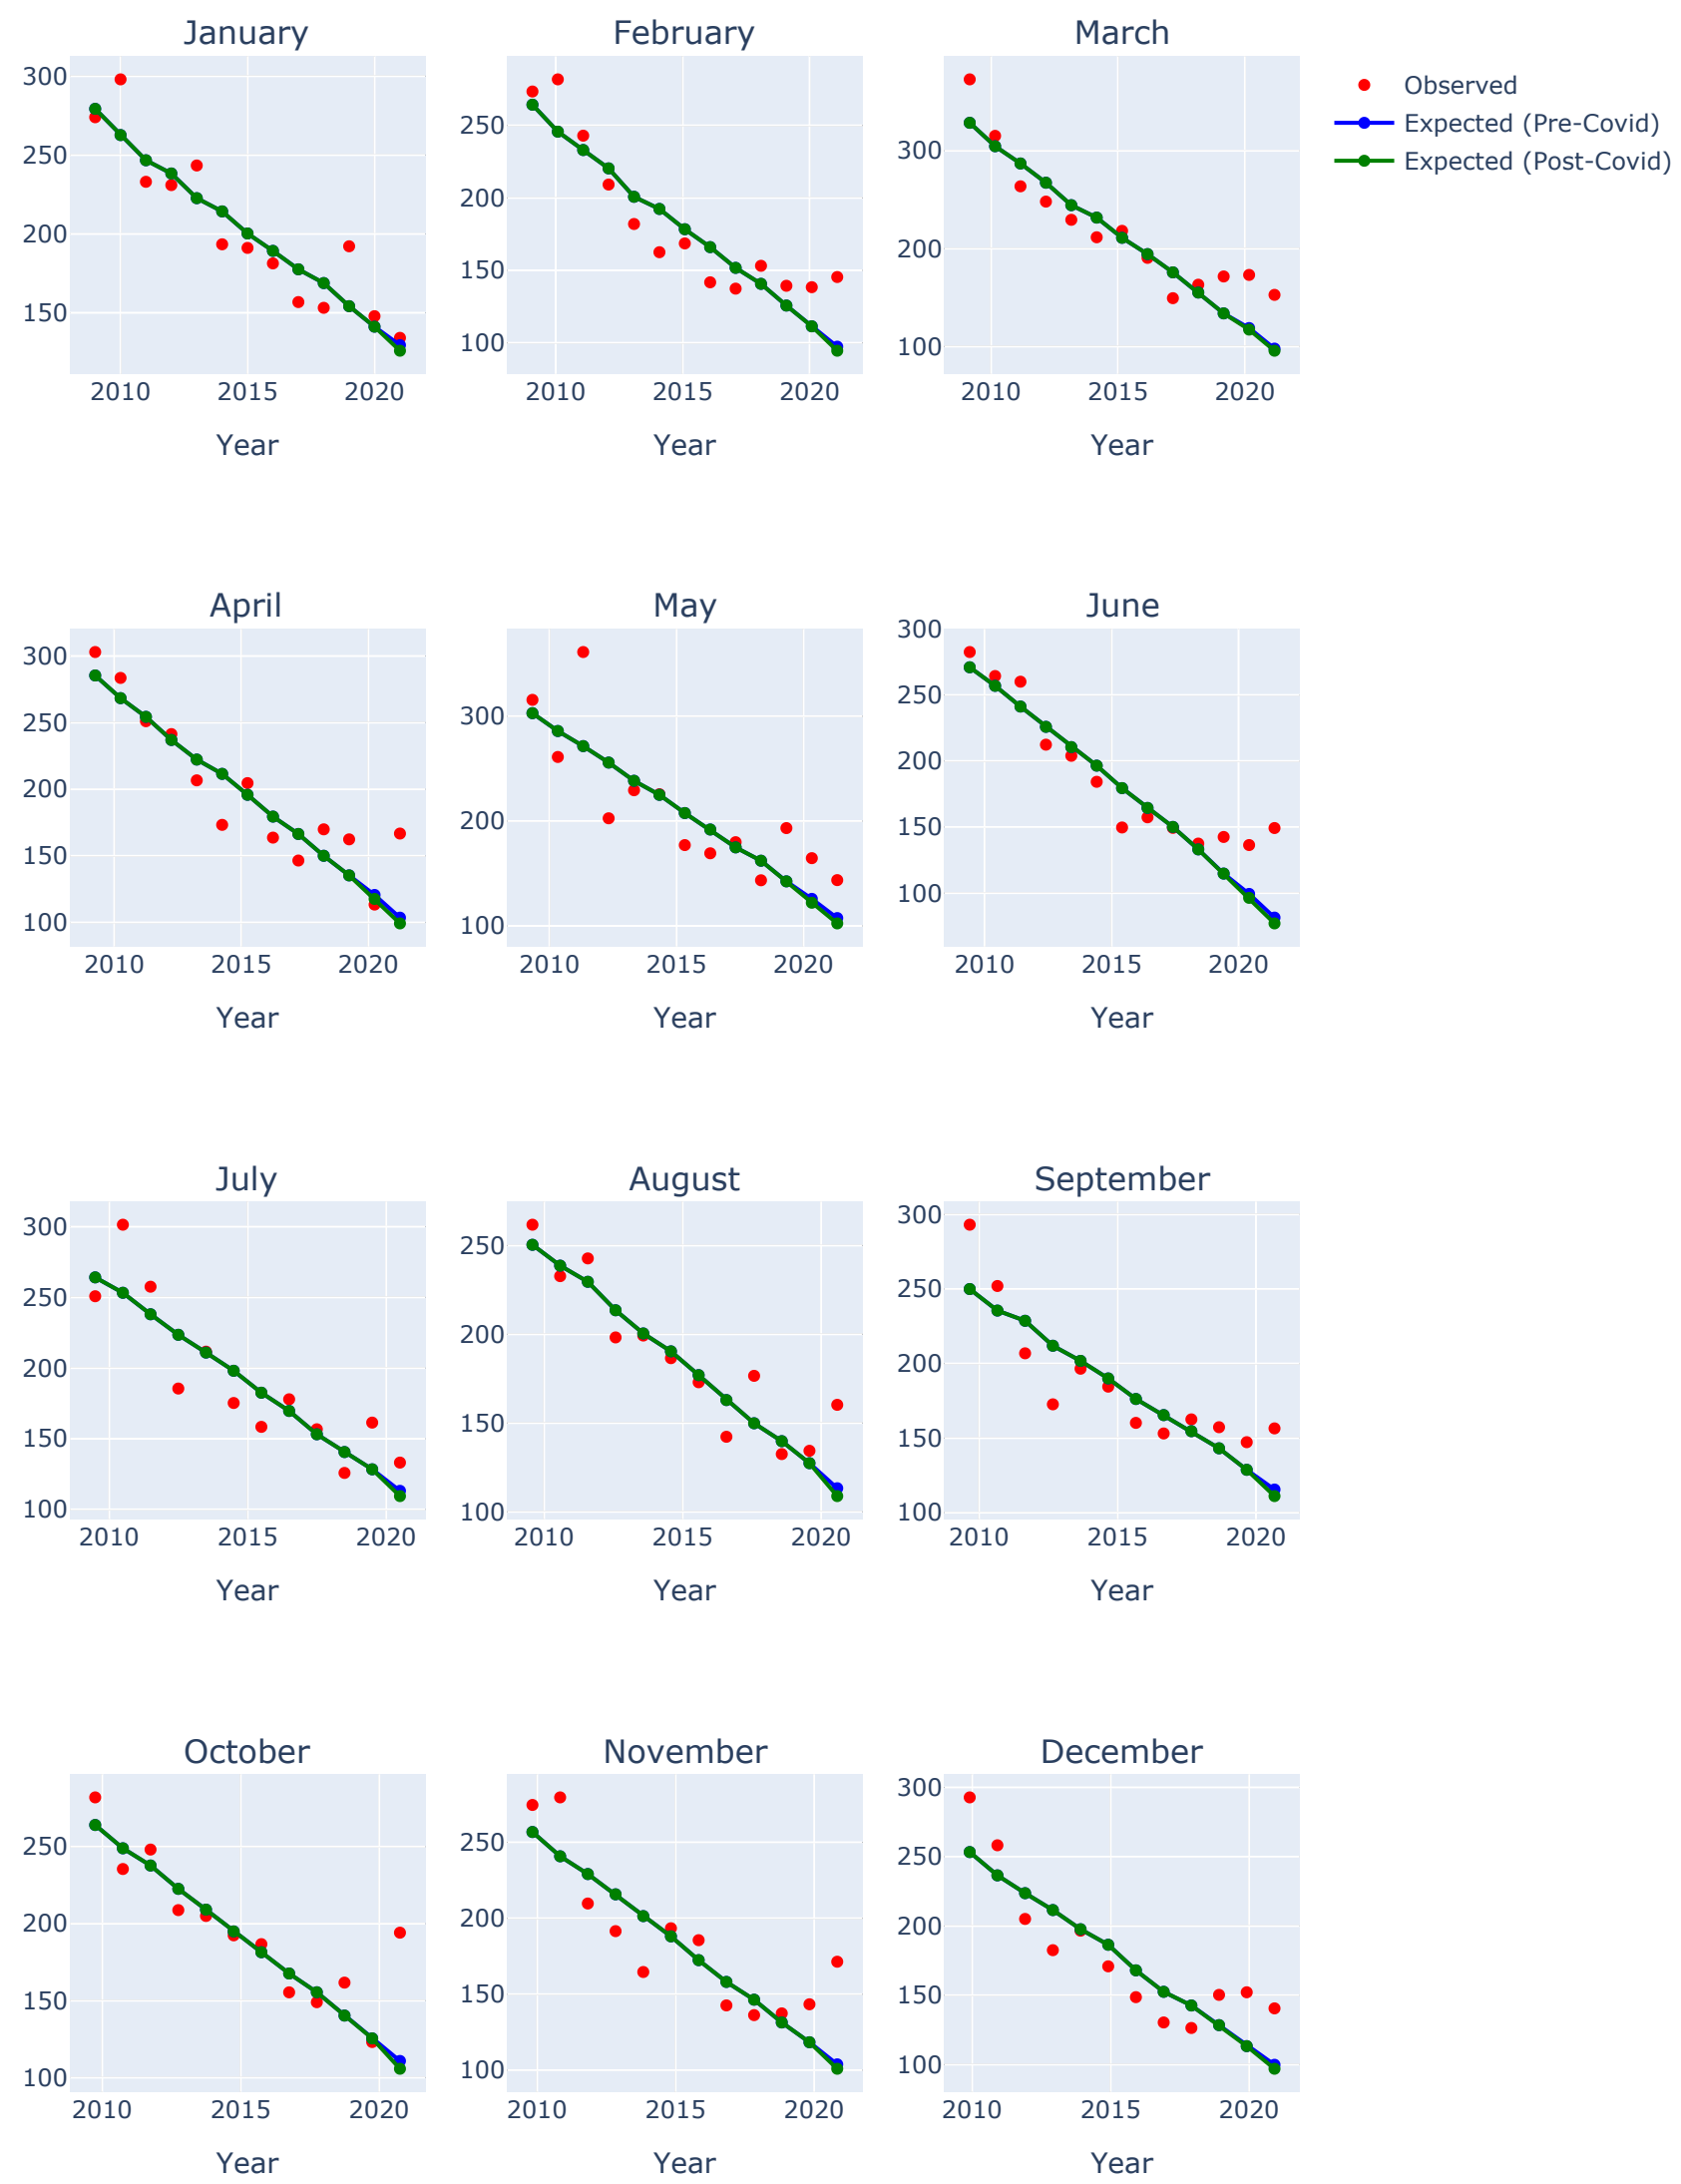 January February March
Observed
Expected (Pre-Covid)
Expected (Post-Covid)
300 250 200 150
250 200 150 100
300 200 100
2010 2015 2020 2010 2015 2020 2010 2015 2020
Year Year Year
April May June
300 250 200 150 100
300 200 100
300 250 200 150 100
2010 2015 2020 2010 2015 2020 2010 2015 2020
Year Year Year
July August September
300 250 200 150 100
250 200 150 100
300 250 200 150 100
2010 2015 2020 2010 2015 2020 2010 2015 2020
Year Year Year
October November December
250 200 150 100
250 200 150 100
300 250 200 150 100
2010 2015 2020 2010 2015 2020 2010 2015 2020
Year Year Year